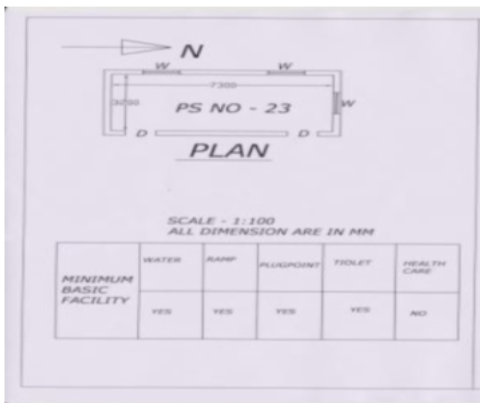 N
W W
7300
3200
PS NO - 23
W
D D
PLAN
SCALE - 1:100
ALL DIMENSION ARE IN MM
MINIMUM BASIC FACILITY
WATER RAMP PLUGPOINT TIOLET HEALTH CARE
YES YES YES YES NO